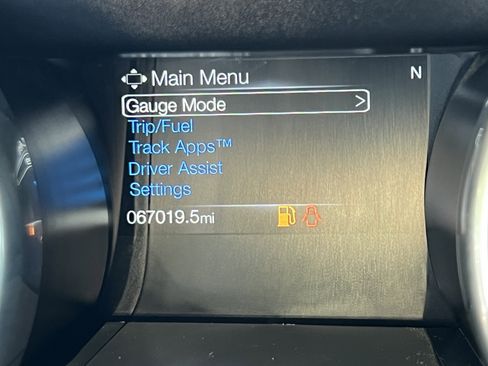 Main Menu
N
Gauge Mode >
Trip/Fuel
Track Apps™
Driver Assist
Settings
067019.5mi